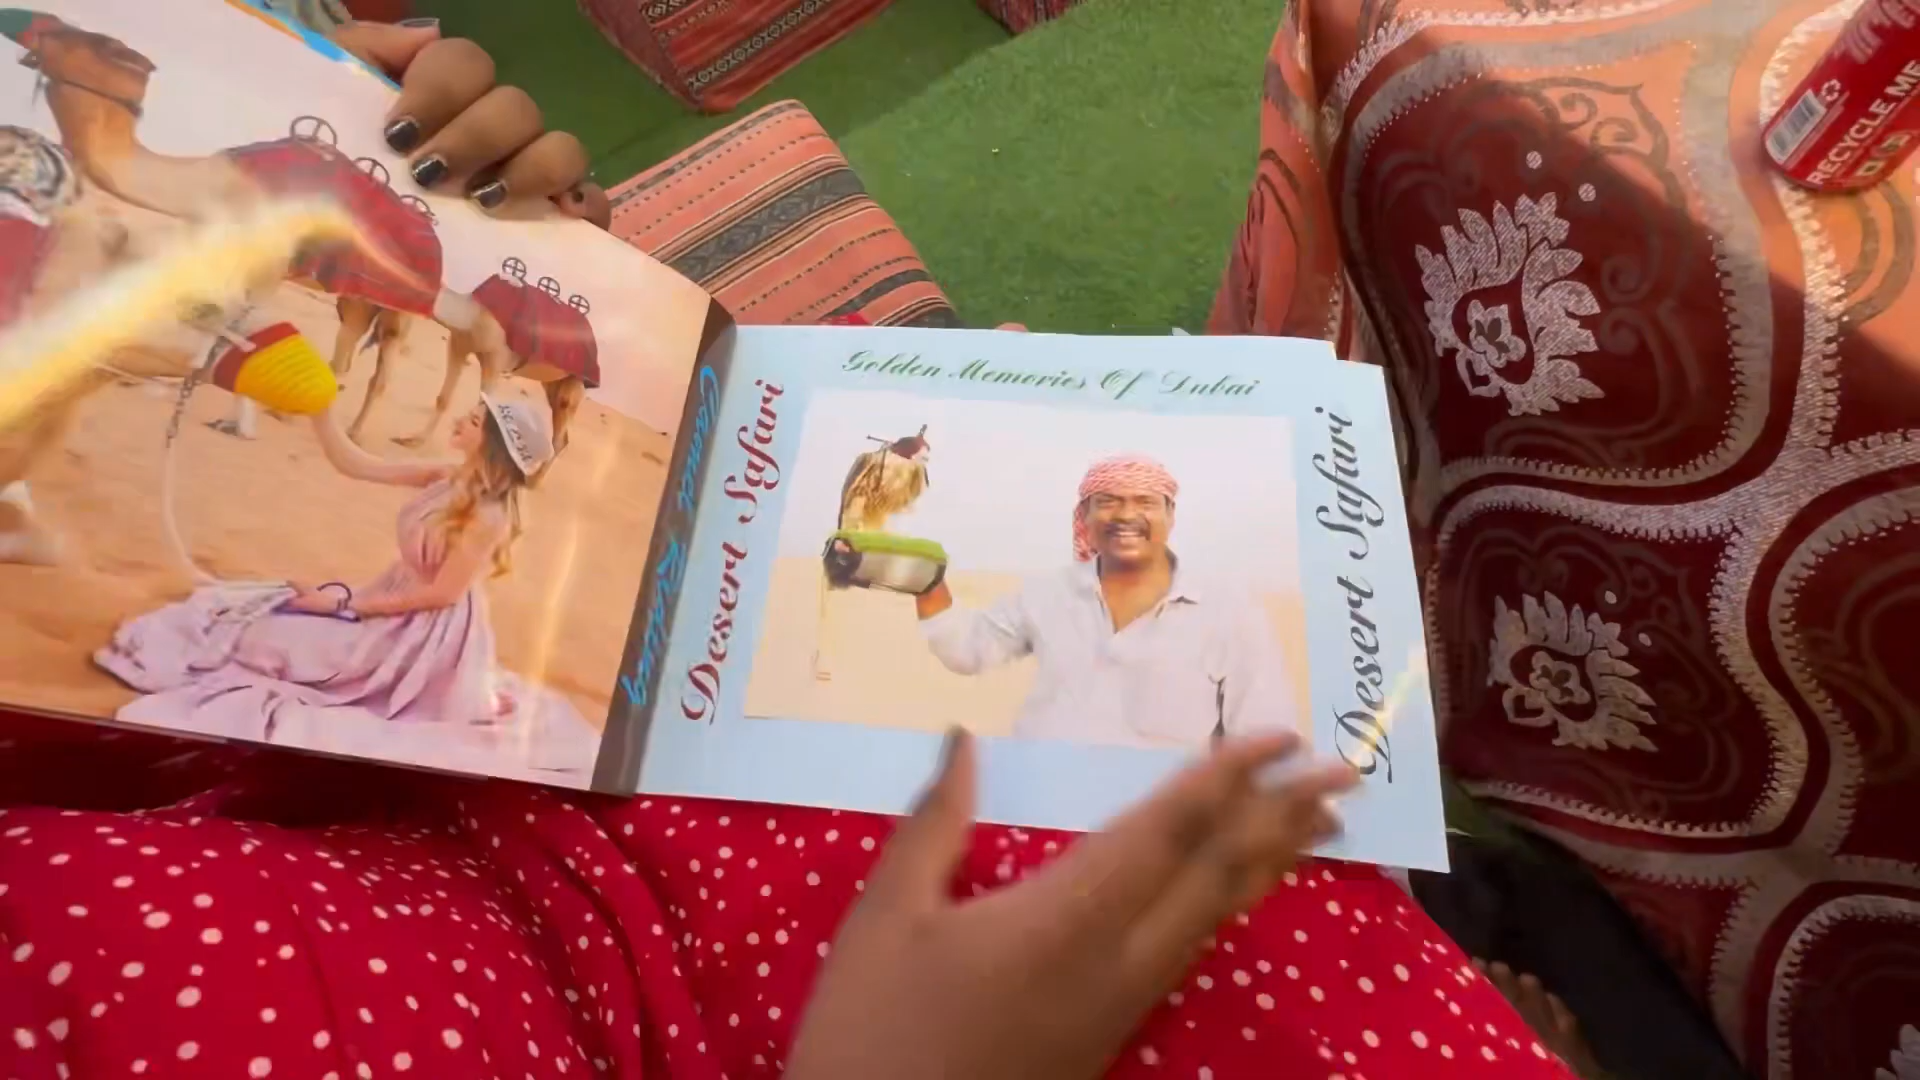 Camel Riding
Desert Safari
Golden Memories Of Dubai
Desert Safari
RECYCLE ME